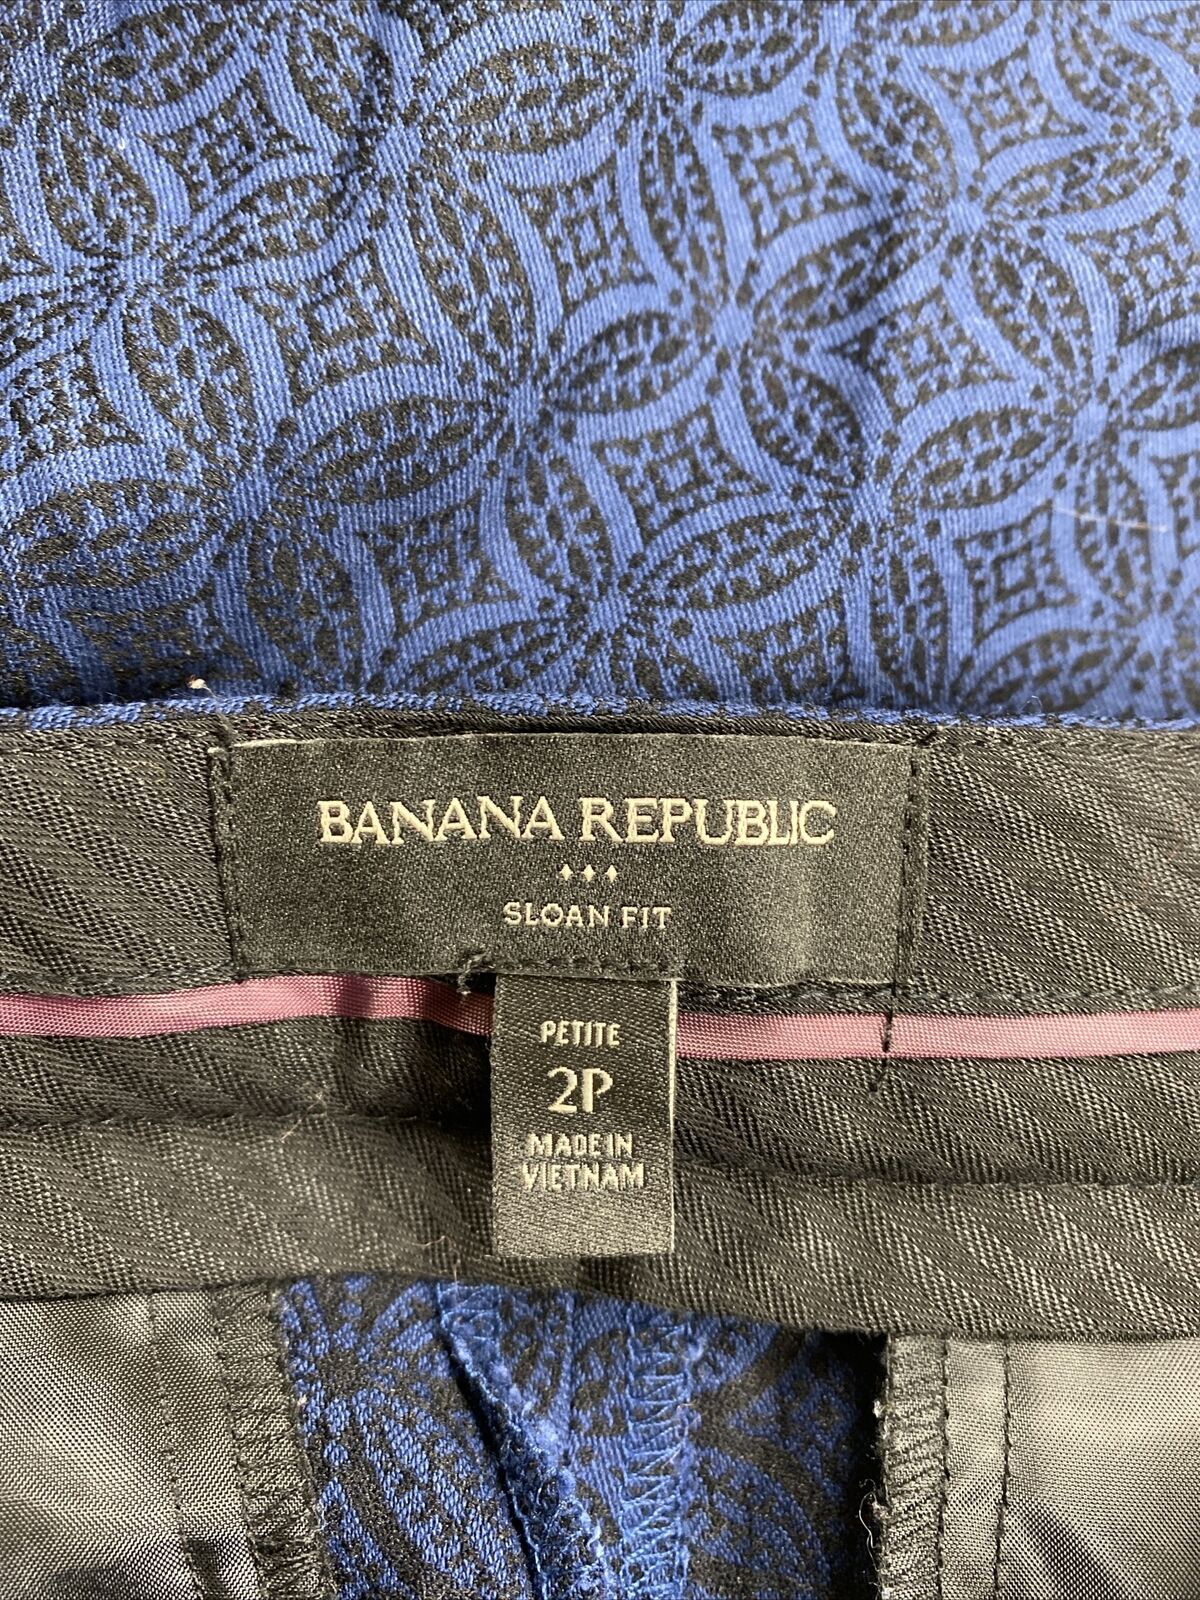 BANANA REPUBLIC
SLOAN FIT
PETITE
2P
MADE IN
VIETNAM